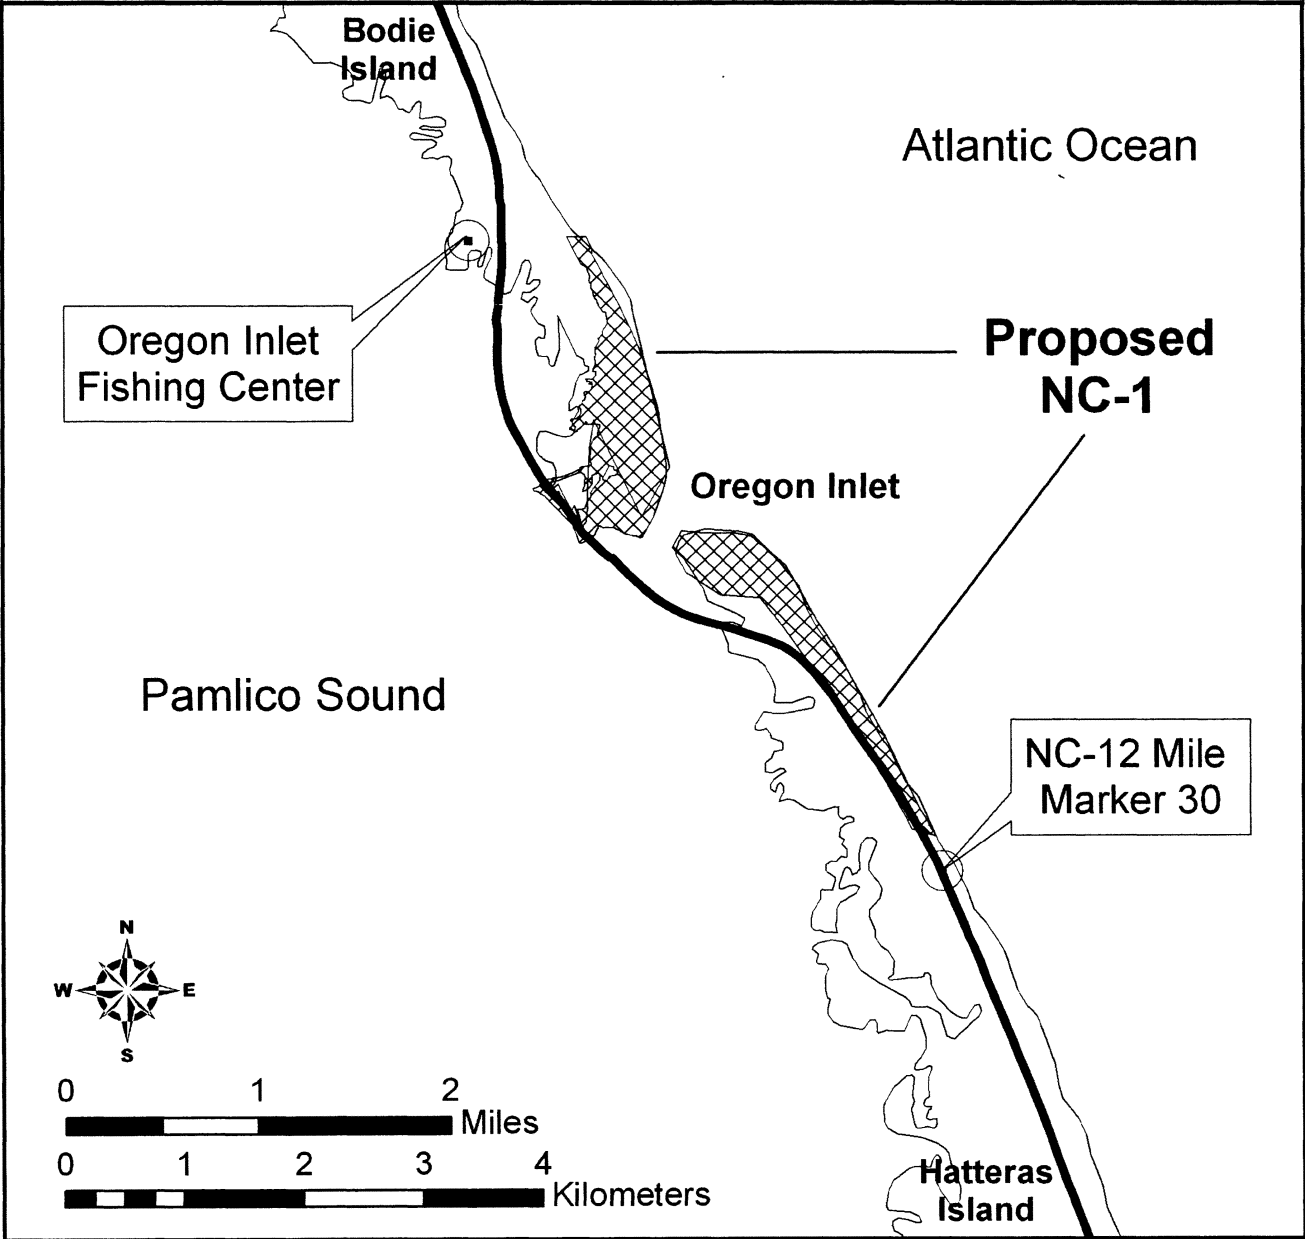 Bodie
Island
Atlantic Ocean
Oregon Inlet
Fishing Center
Proposed
NC-1
Oregon Inlet
Pamlico Sound
NC-12 Mile
Marker 30
N
W E
S
0 1 2
Miles
0 1 2 3 4
Kilometers
Hatteras
Island